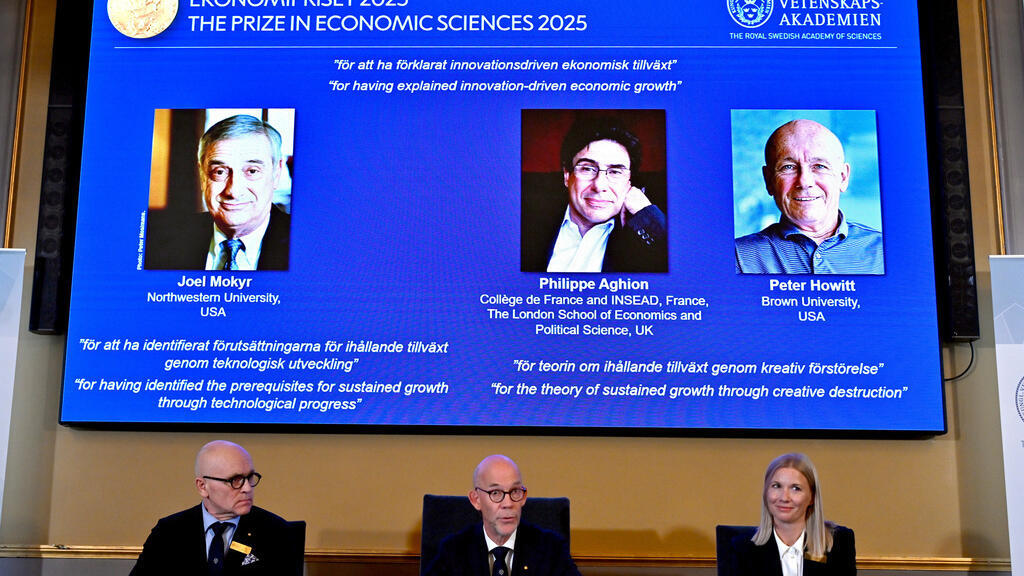 EKONOMIPRISET 2025
THE PRIZE IN ECONOMIC SCIENCES 2025
VETENSKAPS-
AKADEMIEN
THE ROYAL SWEDISH ACADEMY OF SCIENCES
"för att ha förklarat innovationsdriven ekonomisk tillväxt"
"for having explained innovation-driven economic growth"
Joel Mokyr
Northwestern University,
USA
Philippe Aghion
Collège de France and INSEAD, France,
The London School of Economics and
Political Science, UK
Peter Howitt
Brown University,
USA
"för att ha identifierat förutsättningarna för ihållande tillväxt
genom teknologisk utveckling"
"for having identified the prerequisites for sustained growth
through technological progress"
"för teorin om ihållande tillväxt genom kreativ förstörelse"
"for the theory of sustained growth through creative destruction"